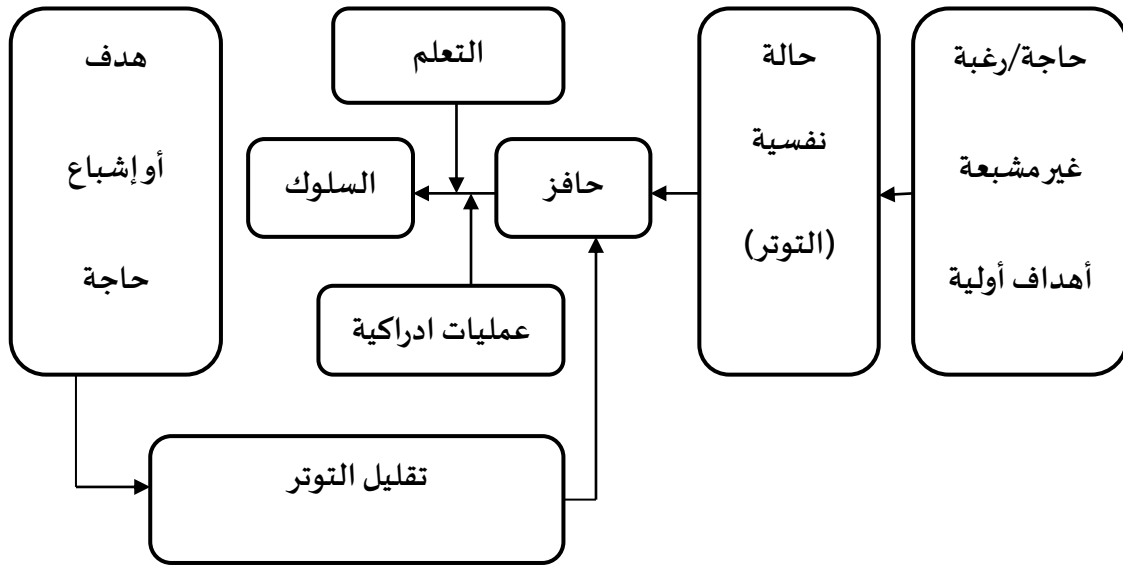 حاجة/رغبة
غير مشبعة
أهداف أولية
حالة
نفسية
(التوتر)
حافز
التعلم
عمليات ادراكية
السلوك
هدف
أو إشباع
حاجة
تقليل التوتر